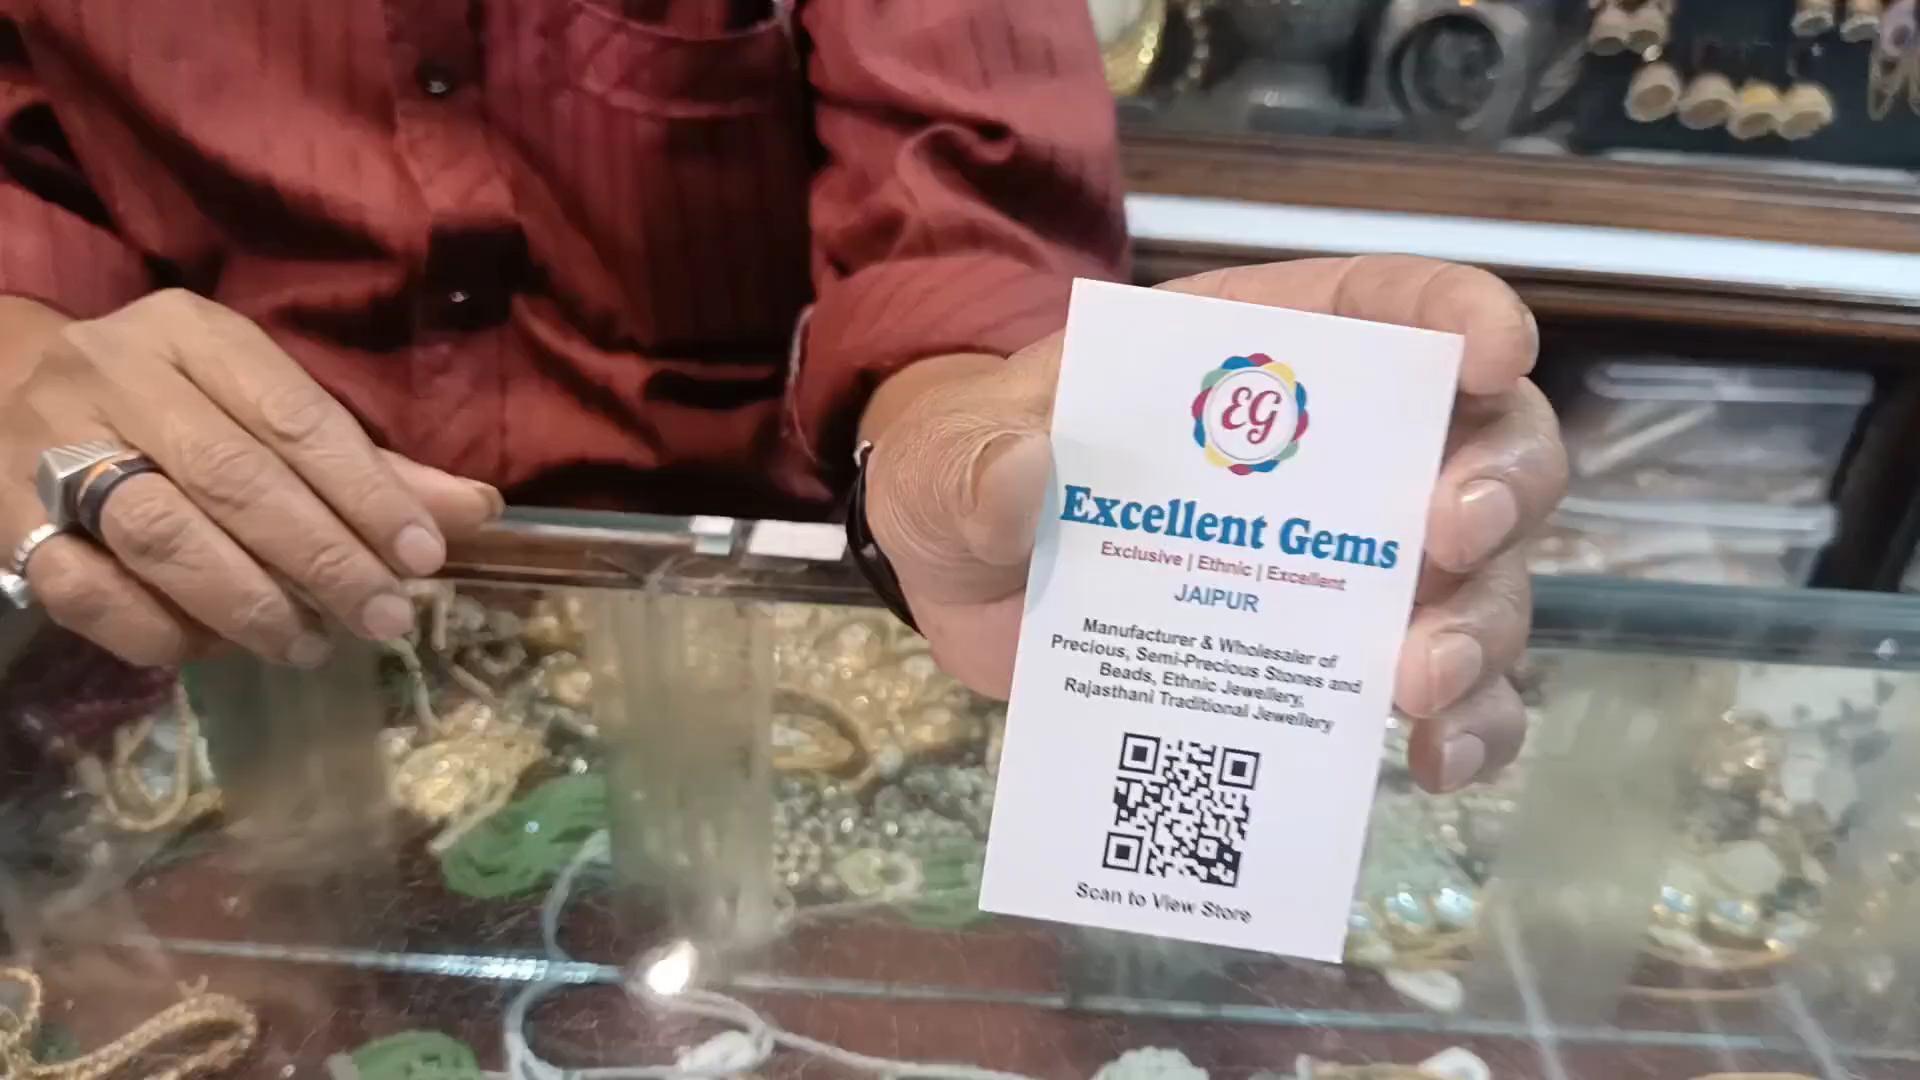 EG
Excellent Gems
Exclusive | Ethnic | Excellent
JAIPUR
Manufacturer & Wholesaler of
Precious, Semi-Precious Stones and
Beads, Ethnic Jewellery,
Rajasthani Traditional Jewellery
Scan to View Store